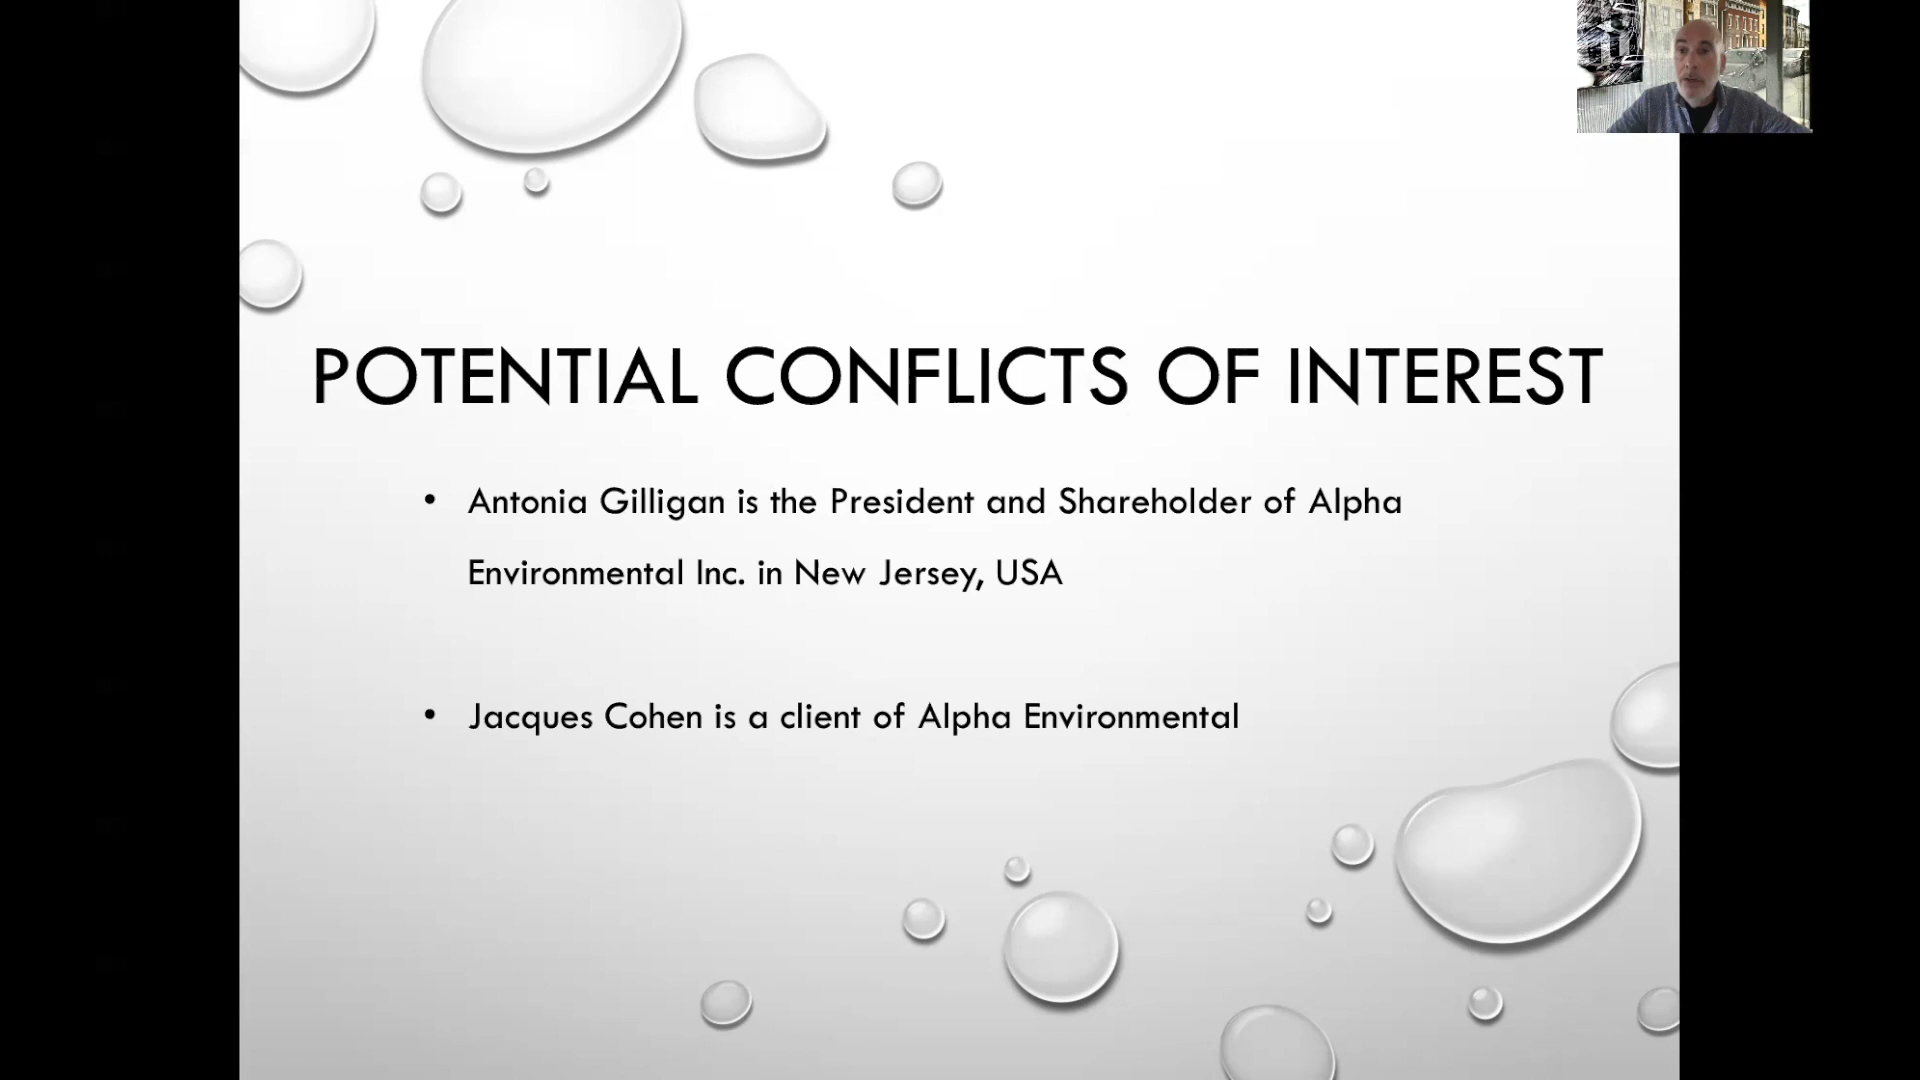 POTENTIAL CONFLICTS OF INTEREST
• Antonia Gilligan is the President and Shareholder of Alpha
Environmental Inc. in New Jersey, USA
• Jacques Cohen is a client of Alpha Environmental